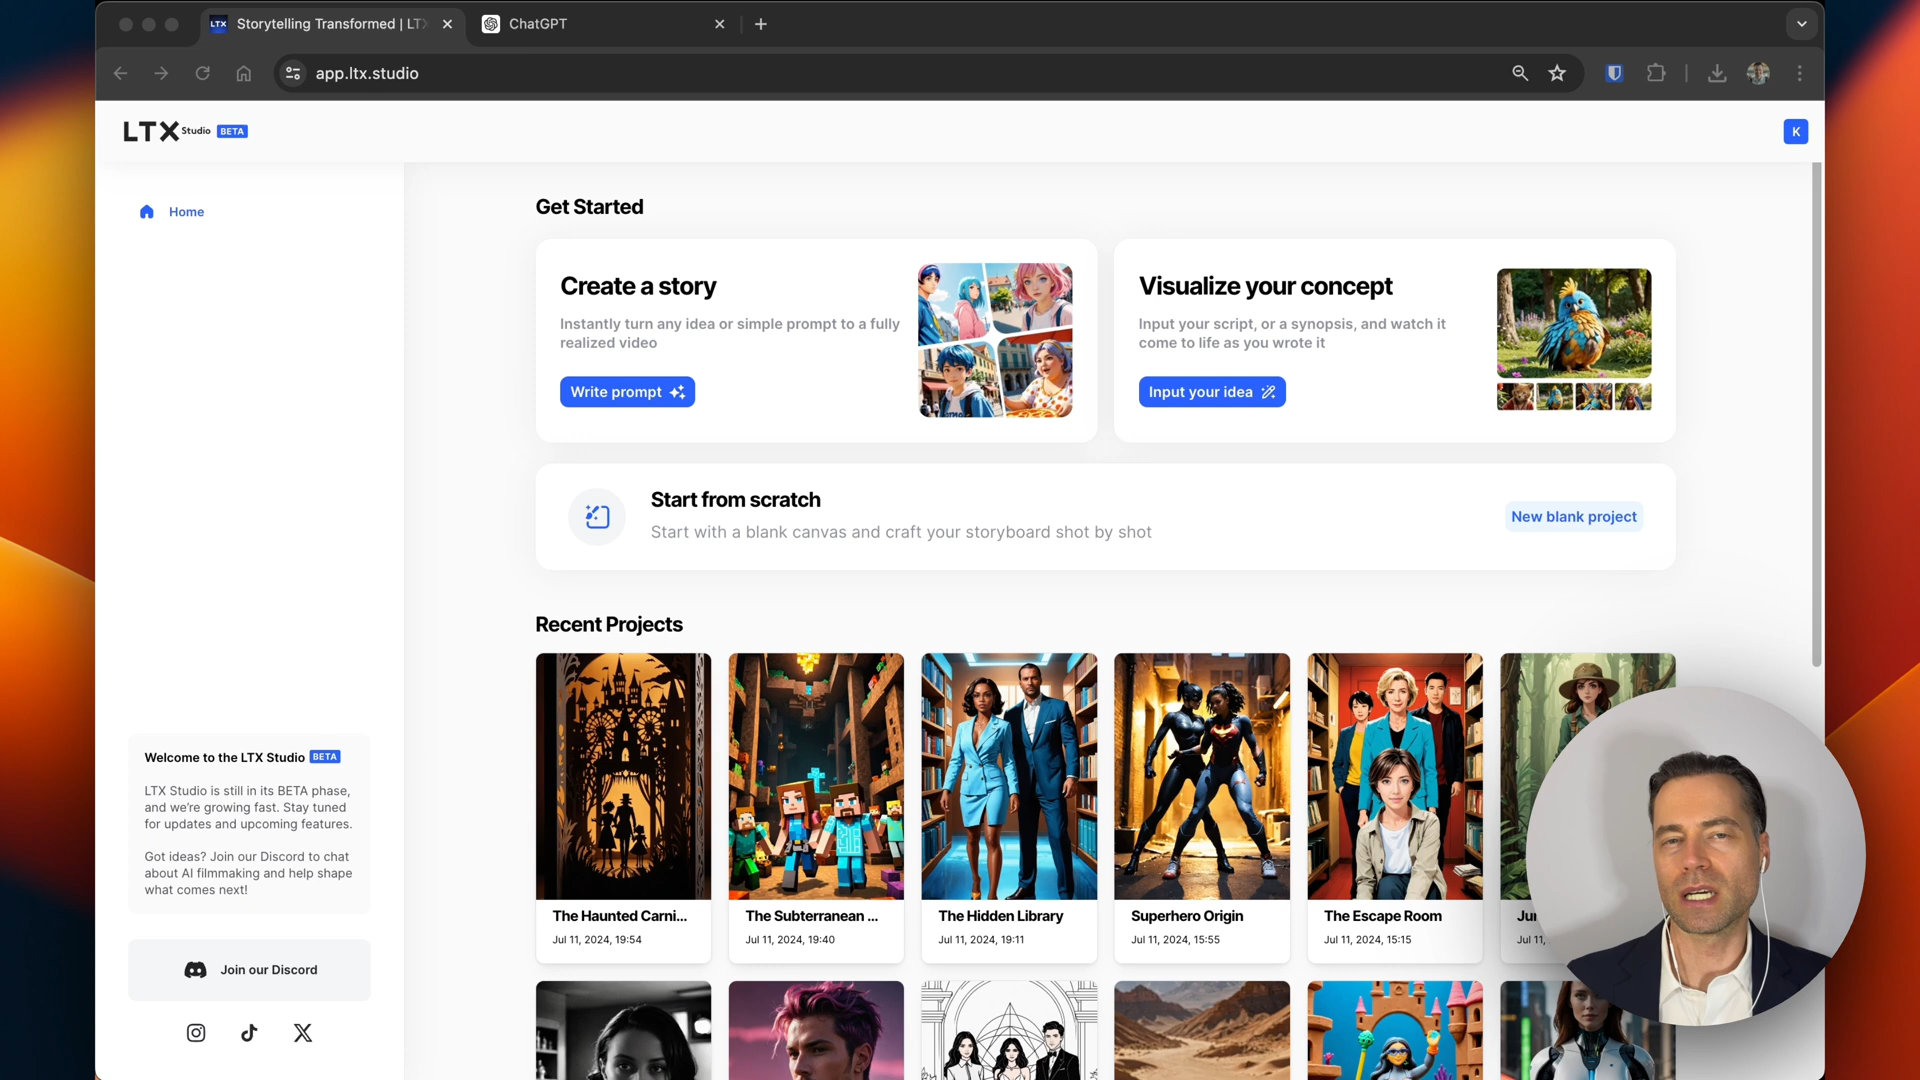 LTX Storytelling Transformed | LT
ChatGPT
app.ltx.studio
LTX Studio BETA
K
Home
Get Started
Create a story
Instantly turn any idea or simple prompt to a fully
realized video
Write prompt
Visualize your concept
Input your script, or a synopsis, and watch it
come to life as you wrote it
Input your idea
Start from scratch
Start with a blank canvas and craft your storyboard shot by shot
New blank project
Recent Projects
The Haunted Carni...
Jul 11, 2024, 19:54
The Subterranean ...
Jul 11, 2024, 19:40
The Hidden Library
Jul 11, 2024, 19:11
Superhero Origin
Jul 11, 2024, 15:55
The Escape Room
Jul 11, 2024, 15:15
Jul 11,
Welcome to the LTX Studio BETA
LTX Studio is still in its BETA phase,
and we're growing fast. Stay tuned
for updates and upcoming features.
Got ideas? Join our Discord to chat
about AI filmmaking and help shape
what comes next!
Join our Discord